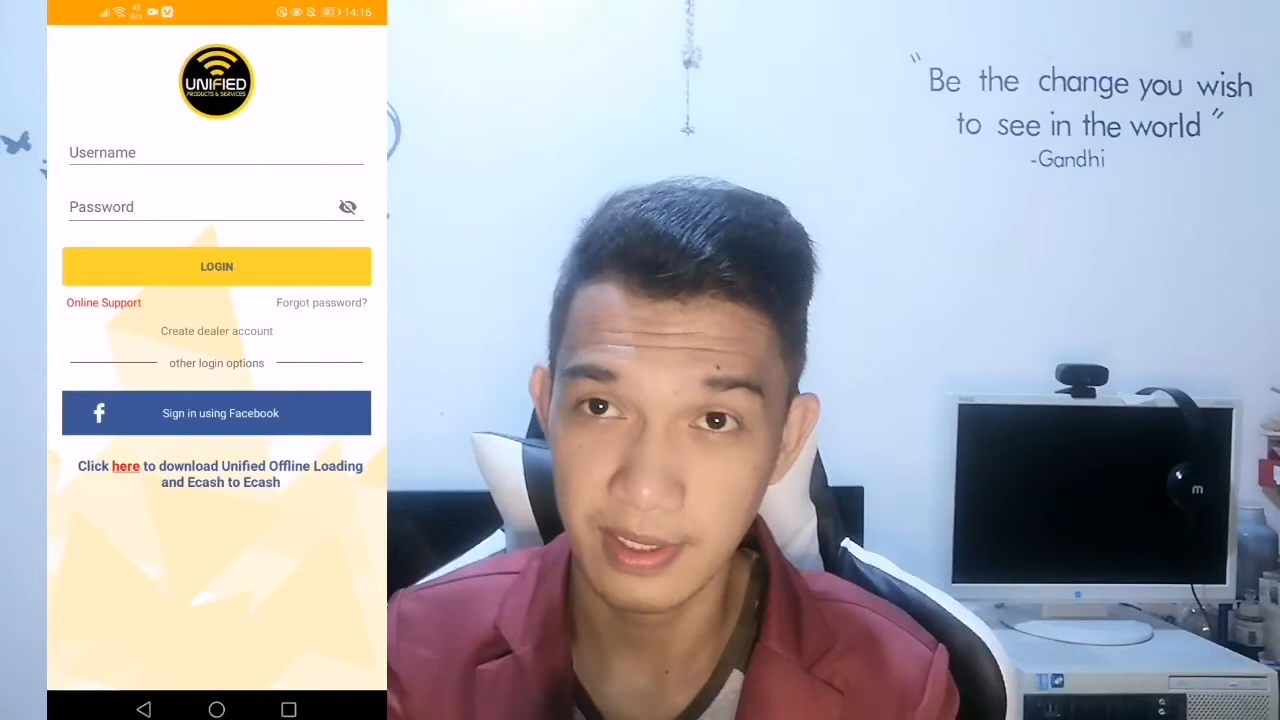 14:16
UNIFIED
PRODUCTS & SERVICES
Username
Password
LOGIN
Online Support
Forgot password?
Create dealer account
other login options
f
Sign in using Facebook
Click here to download Unified Offline Loading
and Ecash to Ecash
"Be the change you wish
to see in the world"
-Gandhi
NEC
m